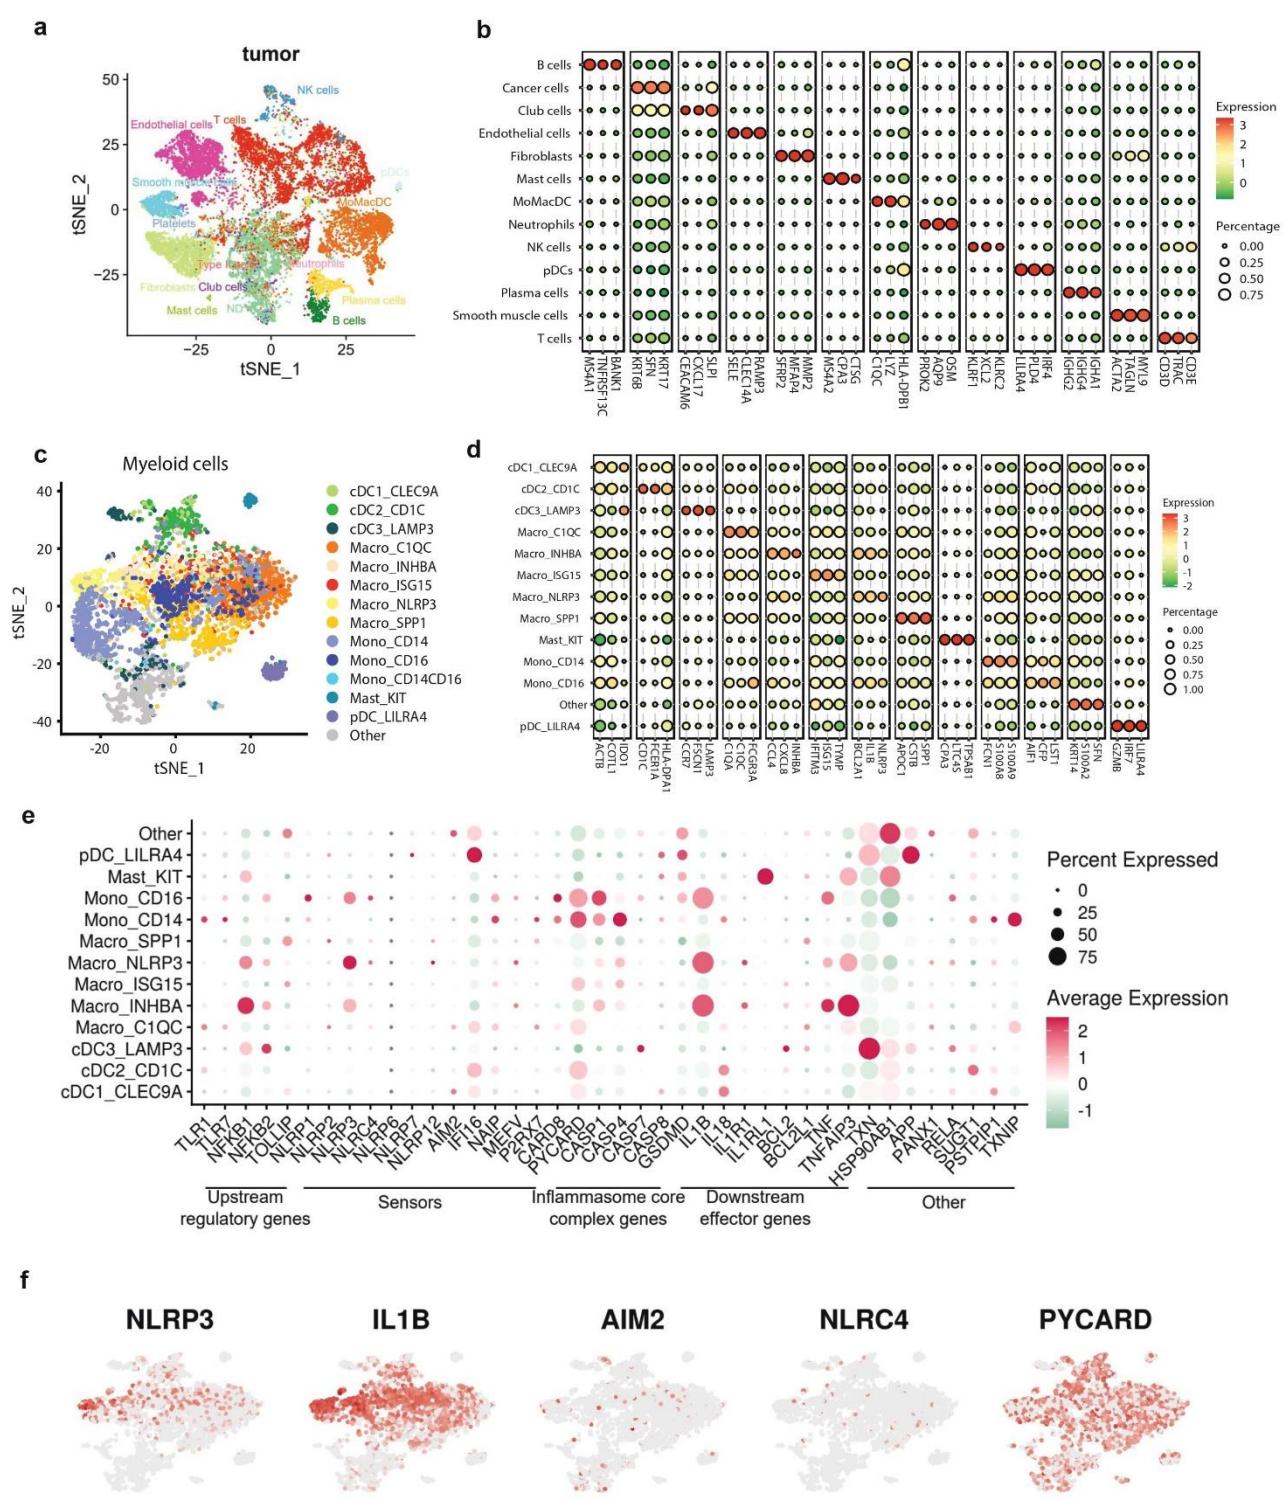 a
tumor
50
25
0
−25
−25
0
25
tSNE_1
tSNE_2
NK cells
Endothelial cells
T cells
pDCs
Smooth muscle cells
MoMacDC
Platelets
Neutrophils
Fibroblasts
Club cells
Plasma cells
Mast cells
ND
B cells
b
B cells
Cancer cells
Club cells
Endothelial cells
Fibroblasts
Mast cells
MoMacDC
Neutrophils
NK cells
pDCs
Plasma cells
Smooth muscle cells
T cells
MS4A1
TNFRSF13C
BANK1
KRT6B
SFN
KRT17
CEACAM6
CXCL17
SLPI
SELE
CLEC14A
RAMP3
SFRP2
MFAP4
MMP2
MS4A2
CPA3
CTSG
C1QC
LYZ
HLA-DPB1
PROK2
AQP9
OSM
KLRF1
XCL2
KLRC2
LILRA4
PLD4
IRF4
IGHG2
IGHG4
IGHA1
ACTA2
TAGLN
MYL9
CD3D
TRAC
CD3E
Expression
3
2
1
0
Percentage
0.00
0.25
0.50
0.75
c
Myeloid cells
40
20
0
-20
-40
-20
0
20
tSNE_1
tSNE_2
cDC1_CLEC9A
cDC2_CD1C
cDC3_LAMP3
Macro_C1QC
Macro_INHBA
Macro_ISG15
Macro_NLRP3
Macro_SPP1
Mono_CD14
Mono_CD16
Mono_CD14CD16
Mast_KIT
pDC_LILRA4
Other
d
cDC1_CLEC9A
cDC2_CD1C
cDC3_LAMP3
Macro_C1QC
Macro_INHBA
Macro_ISG15
Macro_NLRP3
Macro_SPP1
Mast_KIT
Mono_CD14
Mono_CD16
Other
pDC_LILRA4
ACTB
COTL1
IDO1
CD1C
FCER1A
HLA-DPA1
CCR7
FSCN1
LAMP3
C1QA
C1QC
FCGR3A
CCL4
CXCL8
INHBA
IFITM3
ISG15
TYMP
BCL2A1
IL1B
NLRP3
APOC1
CSTB
SPP1
CPA3
LTC4S
TPSAB1
FCN1
S100A8
S100A9
AIF1
CFP
LST1
KRT14
S100A2
SFN
GZMB
IRF7
LILRA4
Expression
3
2
1
0
-1
-2
Percentage
0.00
0.25
0.50
0.75
1.00
e
Other
pDC_LILRA4
Mast_KIT
Mono_CD16
Mono_CD14
Macro_SPP1
Macro_NLRP3
Macro_ISG15
Macro_INHBA
Macro_C1QC
cDC3_LAMP3
cDC2_CD1C
cDC1_CLEC9A
TLR1
TLR7
NFKB1
NFKB2
TOLLIP
NLRP1
NLRP2
NLRP3
NLRC4
NLRP6
NLRP7
NLRP12
AIM2
IFI16
NAIP
MEFV
P2RX7
CARD8
PYCARD
CASP1
CASP4
CASP7
CASP8
GSDMD
IL1B
IL18
IL1R1
IL1RL1
BCL2
BCL2L1
TNF
TNFAIP3
TXN
HSP90AB1
APP
PANX1
RELA
SUGT1
PSTPIP1
TXNIP
Upstream
regulatory genes
Sensors
Inflammasome core
complex genes
Downstream
effector genes
Other
Percent Expressed
0
25
50
75
Average Expression
2
1
0
-1
f
NLRP3
IL1B
AIM2
NLRC4
PYCARD